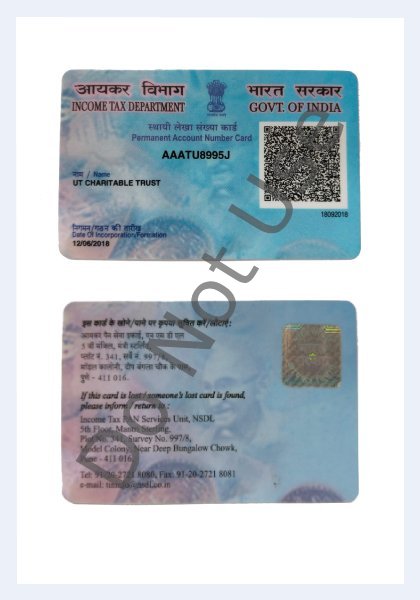 आयकर विभाग
INCOME TAX DEPARTMENT
भारत सरकार
GOVT. OF INDIA
स्थायी लेखा संख्या कार्ड
Permanent Account Number Card
AAATU8995J
नाम / Name
UT CHARITABLE TRUST
18092018
निगमन/गठन की तारीख
Date Of Incorporation/Formation
12/06/2018
Do Not Use
इस कार्ड के खोने/पाने पर कृपया सूचित करें/लौटाएं:
आयकर पैन सेवा इकाई, एन एस डी एल
5 वी मंजिल, मंत्री स्टर्लिंग,
प्लॉट नं. 341, सर्वे नं. 997/8,
मॉडल कालोनी, दीप बंगला चौक के पास,
पुणे - 411 016.
If this card is lost / someone's lost card is found,
please inform / return to :
Income Tax PAN Services Unit, NSDL
5th Floor, Mantri Sterling,
Plot No. 341, Survey No. 997/8,
Model Colony, Near Deep Bungalow Chowk,
Pune - 411 016.
Tel: 91-20-2721 8080, Fax: 91-20-2721 8081
e-mail: tininfo@nsdl.co.in